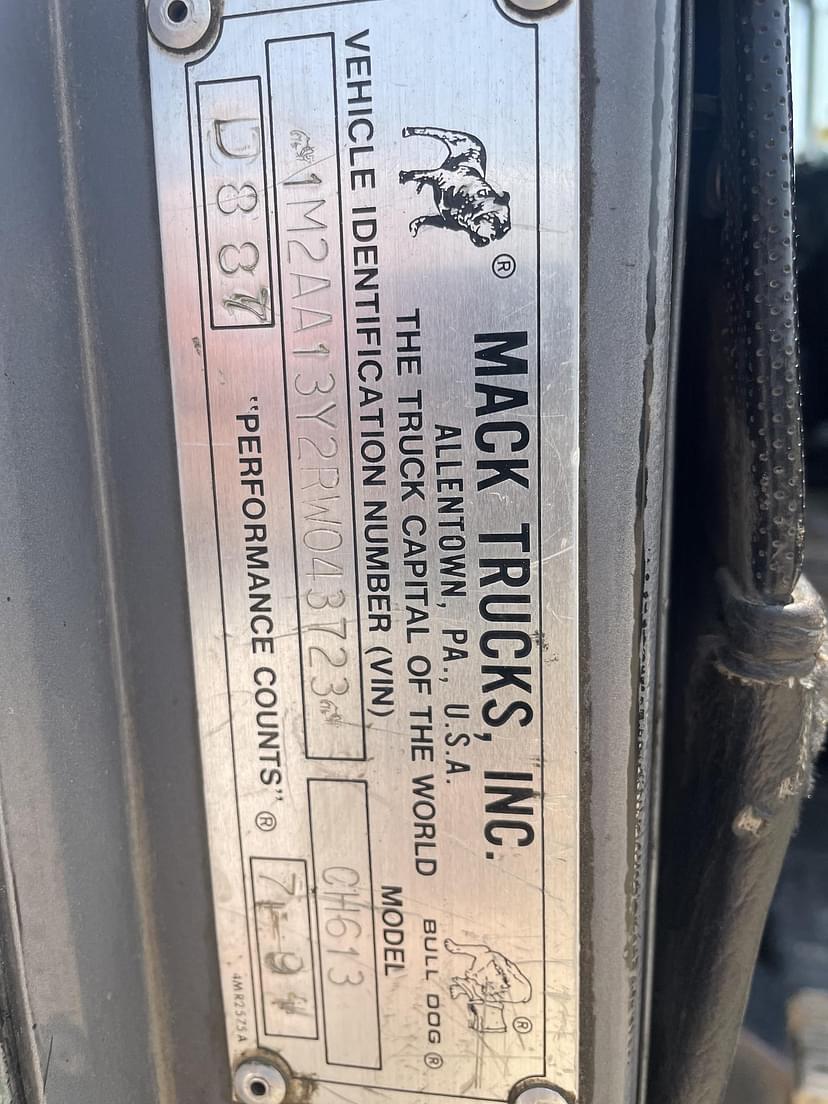 ®
MACK TRUCKS, INC.
ALLENTOWN, PA., U.S.A.
THE TRUCK CAPITAL OF THE WORLD
BULL DOG ®
®
VEHICLE IDENTIFICATION NUMBER (VIN)
MODEL
1M2AA13Y2RW043723
CH613
D887
"PERFORMANCE COUNTS" ®
7-94
4MR2575A